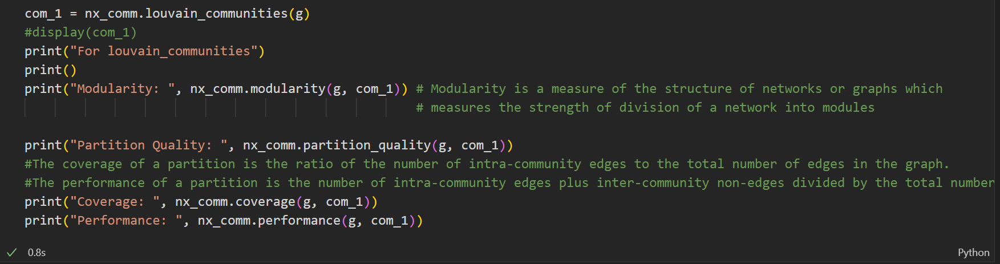 com_1 = nx_comm.louvain_communities(g)
#display(com_1)
print("For louvain_communities")
print()
print("Modularity: ", nx_comm.modularity(g, com_1)) # Modularity is a measure of the structure of networks or graphs which
# measures the strength of division of a network into modules
print("Partition Quality: ", nx_comm.partition_quality(g, com_1))
#The coverage of a partition is the ratio of the number of intra-community edges to the total number of edges in the graph.
#The performance of a partition is the number of intra-community edges plus inter-community non-edges divided by the total number
print("Coverage: ", nx_comm.coverage(g, com_1))
print("Performance: ", nx_comm.performance(g, com_1))
0.8s
Python